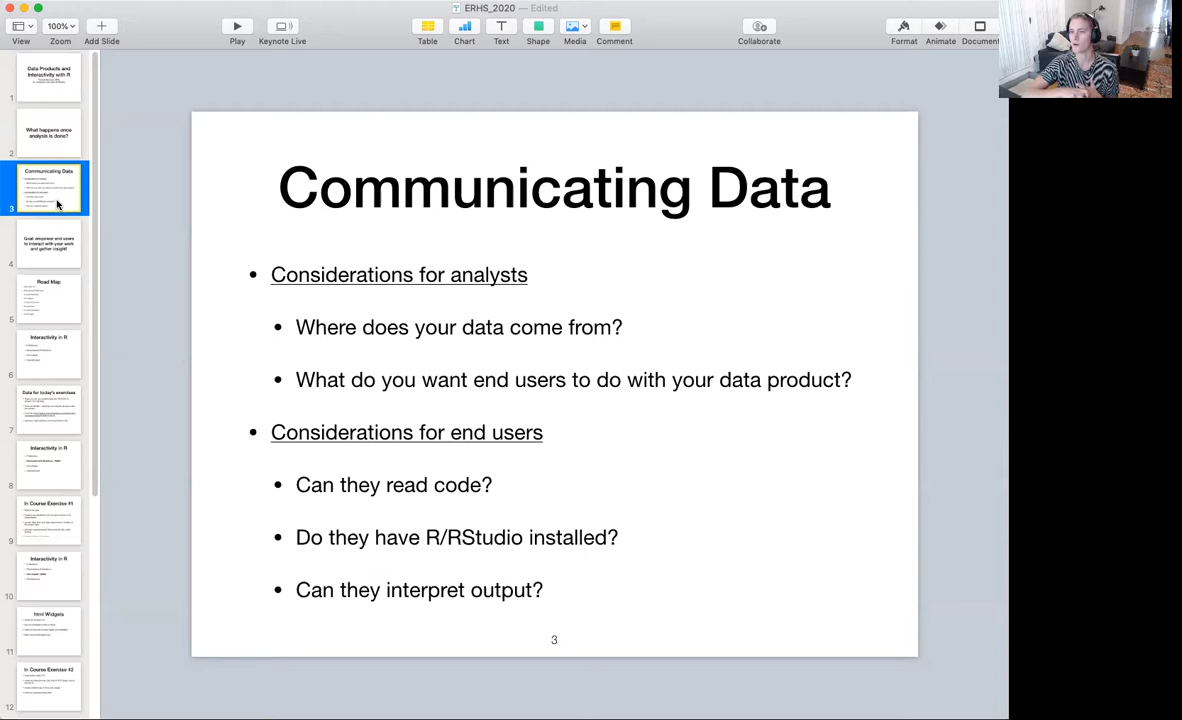 ERHS_2020 — Edited
100%
View
Zoom
Add Slide
Play
Keynote Live
Table
Chart
Text
Shape
Media
Comment
Collaborate
Format
Animate
Document
Data Products and
Interactivity with R
1
What happens once
analysis is done?
2
Communicating Data
3
Goal: empower end users
to interact with your work
and gather insight!
4
Road Map
5
Interactivity in R
6
Data for today's exercises
7
Interactivity in R
8
In Course Exercise #1
9
Interactivity in R
10
html Widgets
11
In Course Exercise #2
12
Communicating Data
• Considerations for analysts
• Where does your data come from?
• What do you want end users to do with your data product?
• Considerations for end users
• Can they read code?
• Do they have R/RStudio installed?
• Can they interpret output?
3